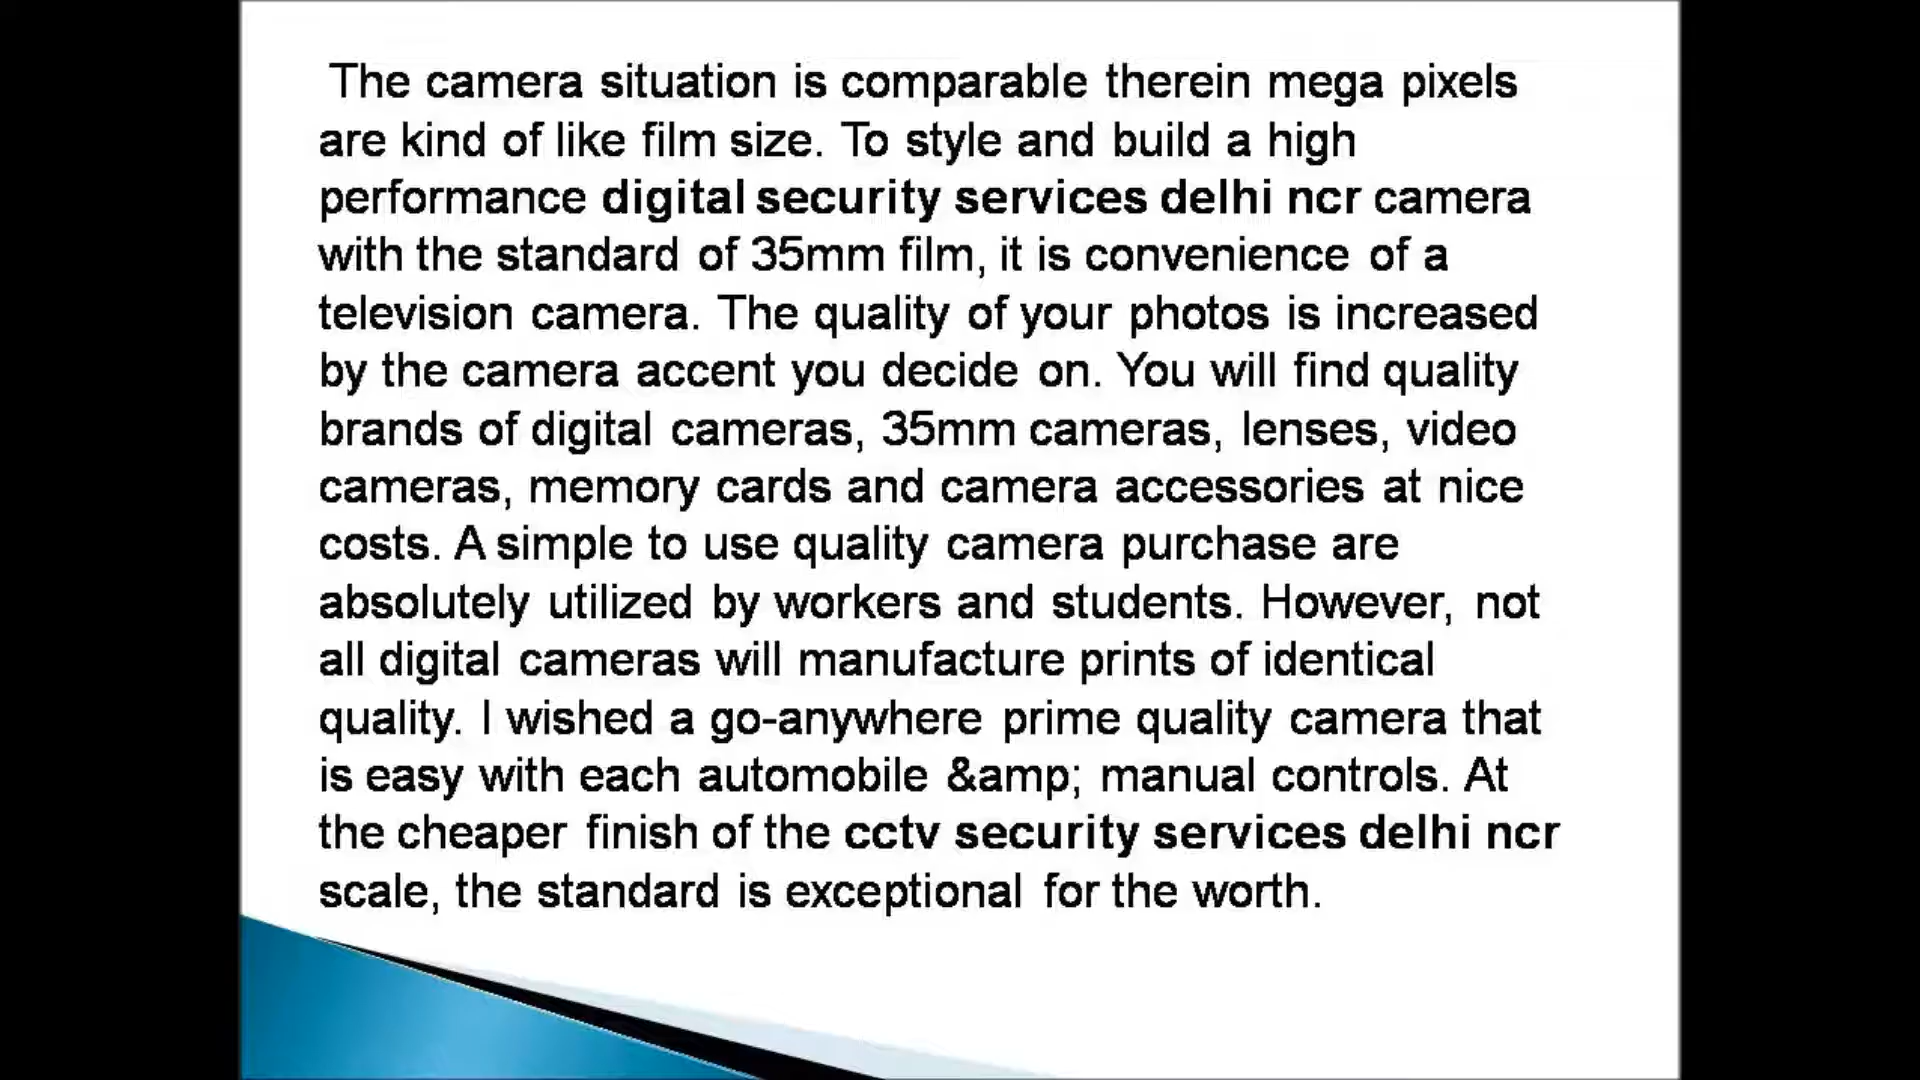 The camera situation is comparable therein mega pixels
are kind of like film size. To style and build a high
performance digital security services delhi ncr camera
with the standard of 35mm film, it is convenience of a
television camera. The quality of your photos is increased
by the camera accent you decide on. You will find quality
brands of digital cameras, 35mm cameras, lenses, video
cameras, memory cards and camera accessories at nice
costs. A simple to use quality camera purchase are
absolutely utilized by workers and students. However, not
all digital cameras will manufacture prints of identical
quality. I wished a go-anywhere prime quality camera that
is easy with each automobile &amp; manual controls. At
the cheaper finish of the cctv security services delhi ncr
scale, the standard is exceptional for the worth.